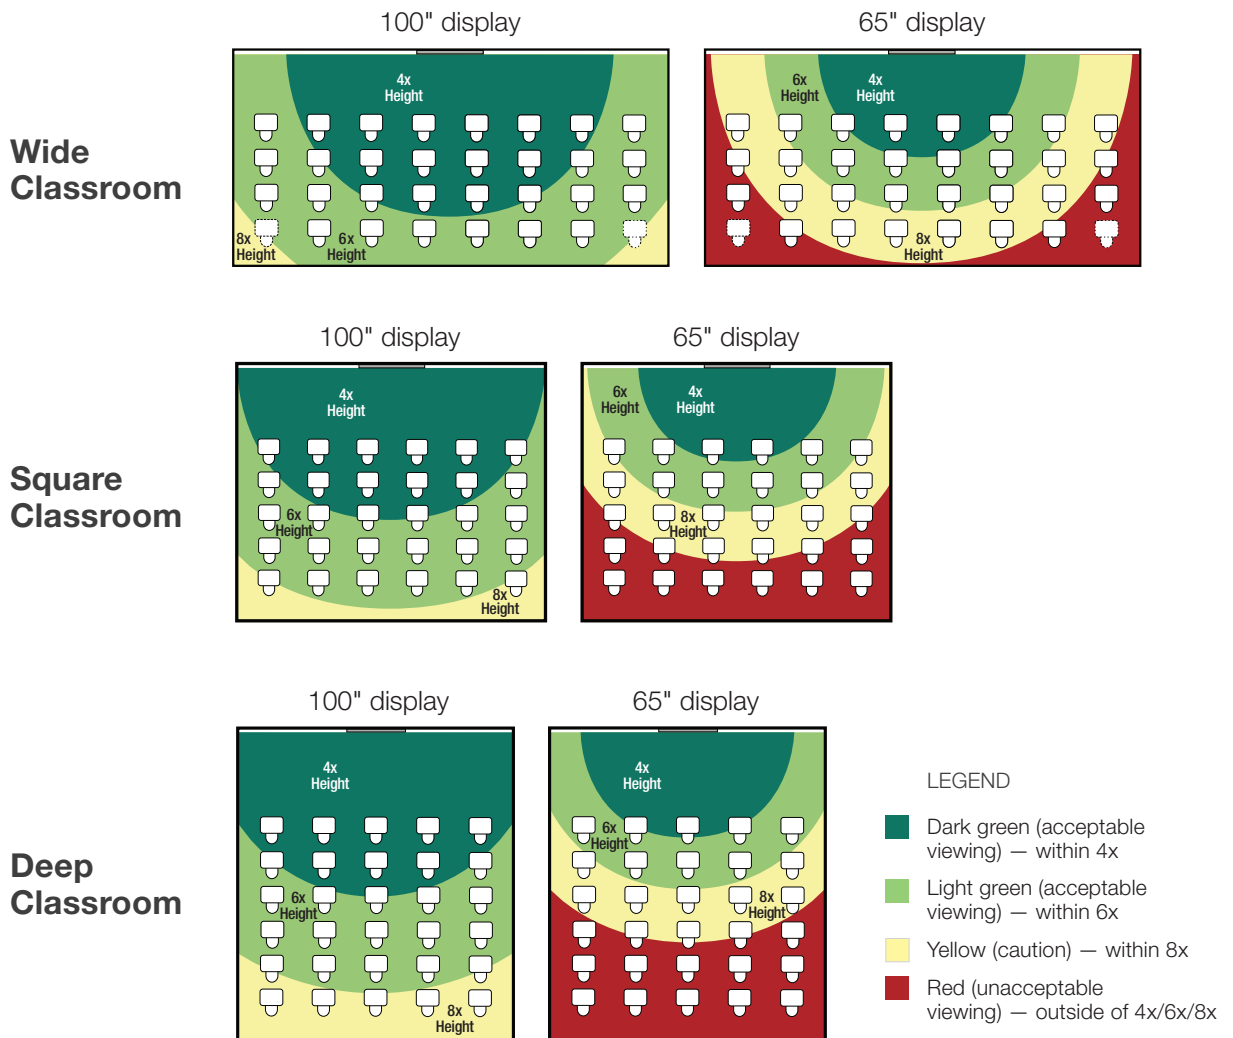 100" display
65" display
Wide
Classroom
4x
Height
8x
Height
6x
Height
6x
Height
4x
Height
8x
Height
100" display
65" display
Square
Classroom
4x
Height
6x
Height
8x
Height
6x
Height
4x
Height
8x
Height
100" display
65" display
Deep
Classroom
4x
Height
6x
Height
8x
Height
4x
Height
6x
Height
8x
Height
LEGEND
Dark green (acceptable
viewing) — within 4x
Light green (acceptable
viewing) — within 6x
Yellow (caution) — within 8x
Red (unacceptable
viewing) — outside of 4x/6x/8x